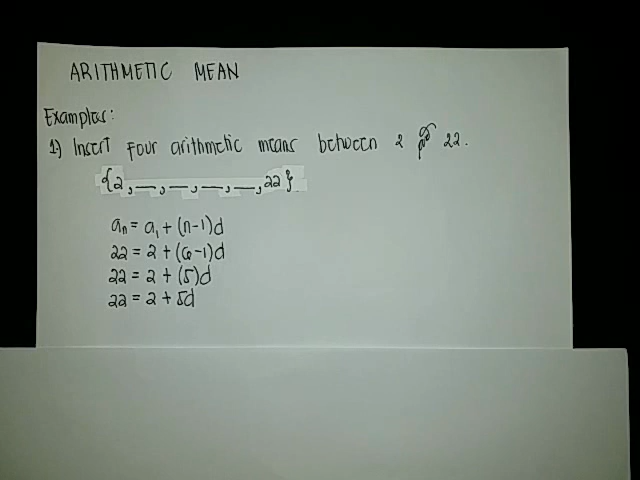 ARITHMETIC MEAN
Examples:
1.) Insert four arithmetic means between 2 & 22.
{2, __, __, __, __, 22}
an = a1 + (n-1)d
22 = 2 + (6-1)d
22 = 2 + (5)d
22 = 2 + 5d